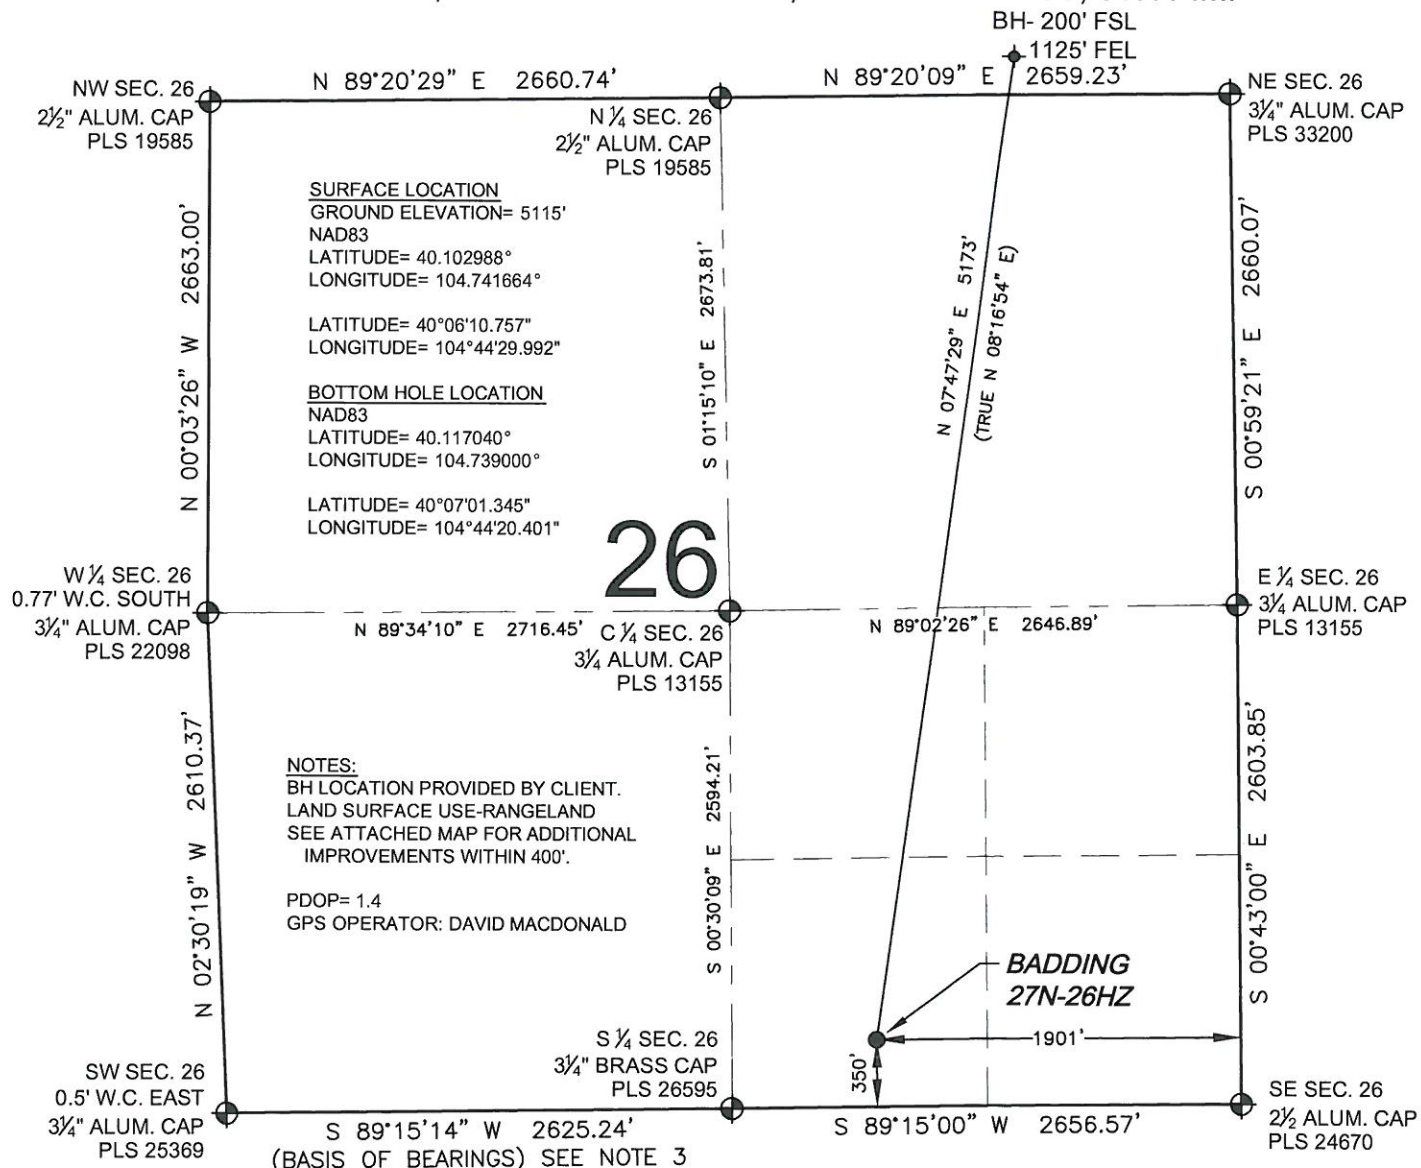 BH- 200' FSL
1125' FEL
N 89°20'29" E 2660.74'
N 89°20'09" E 2659.23'
NW SEC. 26
2½" ALUM. CAP
PLS 19585
N ¼ SEC. 26
2½" ALUM. CAP
PLS 19585
NE SEC. 26
3¼" ALUM. CAP
PLS 33200
SURFACE LOCATION
GROUND ELEVATION= 5115'
NAD83
LATITUDE= 40.102988°
LONGITUDE= 104.741664°
LATITUDE= 40°06'10.757"
LONGITUDE= 104°44'29.992"
BOTTOM HOLE LOCATION
NAD83
LATITUDE= 40.117040°
LONGITUDE= 104.739000°
LATITUDE= 40°07'01.345"
LONGITUDE= 104°44'20.401"
N 00°03'26" W 2663.00'
S 01°15'10" E 2673.81'
N 07°47'29" E 5173'
(TRUE N 08°16'54" E)
S 00°59'21" E 2660.07'
26
W ¼ SEC. 26
0.77' W.C. SOUTH
3¼" ALUM. CAP
PLS 22098
N 89°34'10" E 2716.45'
C ¼ SEC. 26
3¼ ALUM. CAP
PLS 13155
N 89°02'26" E 2646.89'
E ¼ SEC. 26
3¼ ALUM. CAP
PLS 13155
N 02°30'19" W 2610.37'
NOTES:
BH LOCATION PROVIDED BY CLIENT.
LAND SURFACE USE-RANGELAND
SEE ATTACHED MAP FOR ADDITIONAL
IMPROVEMENTS WITHIN 400'.
PDOP= 1.4
GPS OPERATOR: DAVID MACDONALD
S 00°30'09" E 2594.21'
S 00°43'00" E 2603.85'
BADDING
27N-26HZ
1901'
350'
S ¼ SEC. 26
3¼" BRASS CAP
PLS 26595
SW SEC. 26
0.5' W.C. EAST
3¼" ALUM. CAP
PLS 25369
SE SEC. 26
2½ ALUM. CAP
PLS 24670
S 89°15'14" W 2625.24'
(BASIS OF BEARINGS) SEE NOTE 3
S 89°15'00" W 2656.57'